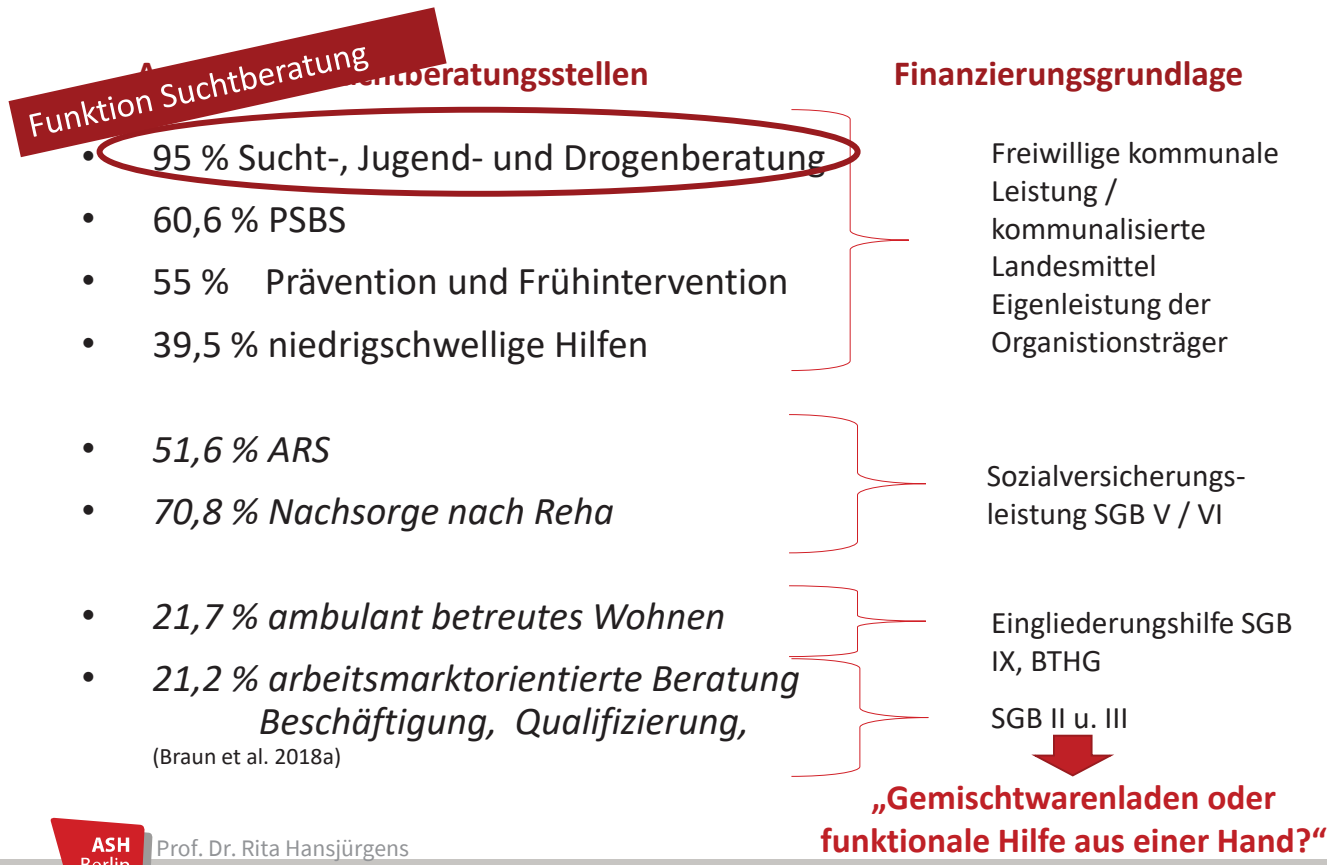 Funktion Suchtberatung
Finanzierungsgrundlage
• 95 % Sucht-, Jugend- und Drogenberatung
• 60,6 % PSBS
• 55 % Prävention und Frühintervention
• 39,5 % niedrigschwellige Hilfen
Freiwillige kommunale
Leistung /
kommunalisierte
Landesmittel
Eigenleistung der
Organistionsträger
• 51,6 % ARS
• 70,8 % Nachsorge nach Reha
Sozialversicherungs-
leistung SGB V / VI
• 21,7 % ambulant betreutes Wohnen
Eingliederungshilfe SGB
IX, BTHG
• 21,2 % arbeitsmarktorientierte Beratung
Beschäftigung, Qualifizierung,
(Braun et al. 2018a)
SGB II u. III
„Gemischtwarenladen oder
funktionale Hilfe aus einer Hand?“
ASH
Berlin
Prof. Dr. Rita Hansjürgens